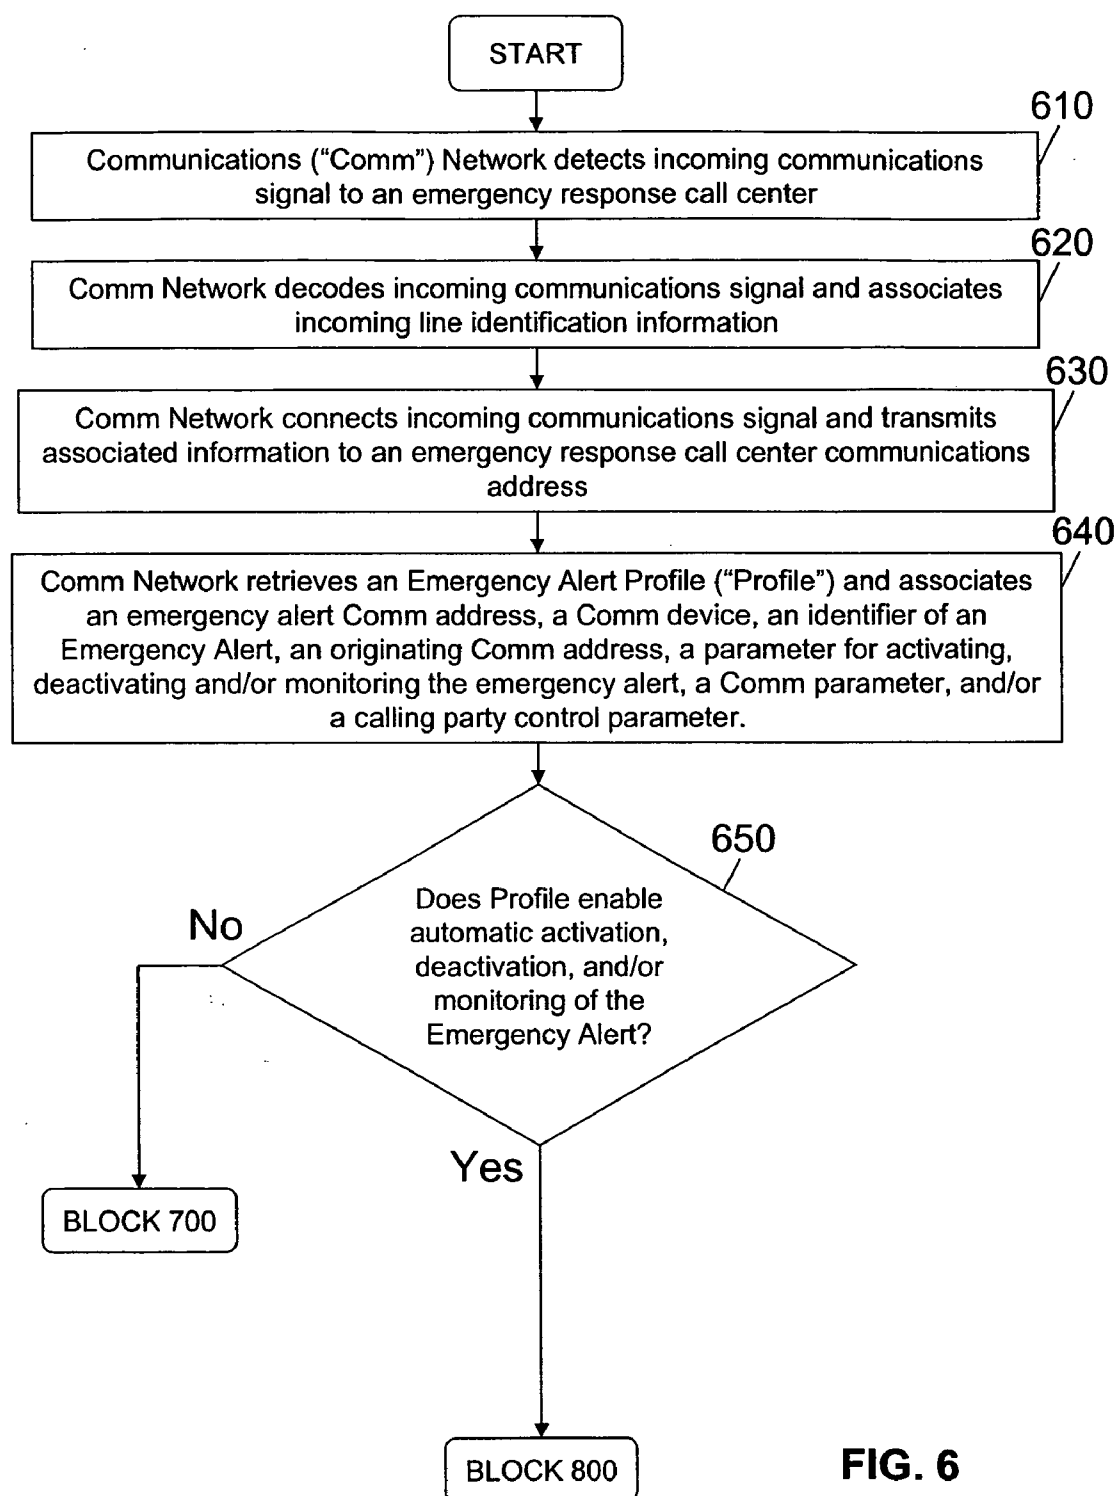 START
610
Communications (“Comm”) Network detects incoming communications
signal to an emergency response call center
620
Comm Network decodes incoming communications signal and associates
incoming line identification information
630
Comm Network connects incoming communications signal and transmits
associated information to an emergency response call center communications
address
640
Comm Network retrieves an Emergency Alert Profile (“Profile”) and associates
an emergency alert Comm address, a Comm device, an identifier of an
Emergency Alert, an originating Comm address, a parameter for activating,
deactivating and/or monitoring the emergency alert, a Comm parameter, and/or
a calling party control parameter.
650
Does Profile enable
automatic activation,
deactivation, and/or
monitoring of the
Emergency Alert?
No
Yes
BLOCK 700
BLOCK 800
FIG. 6